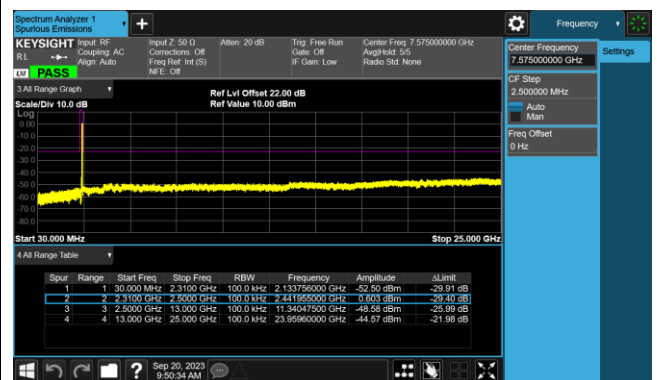 Spectrum Analyzer 1
Spurious Emissions
Frequency
KEYSIGHT
R L
LXI
PASS
Input: RF
Coupling: AC
Align: Auto
Input Z: 50 Ω
Corrections: Off
Freq Ref: Int (S)
NFE: Off
Atten: 20 dB
Trig: Free Run
Gate: Off
IF Gain: Low
Center Freq: 7.575000000 GHz
Avg|Hold: 5/5
Radio Std: None
Center Frequency
7.575000000 GHz
Settings
CF Step
2.500000 MHz
Auto
Man
Freq Offset
0 Hz
3 All Range Graph
Ref Lvl Offset 22.00 dB
Scale/Div 10.0 dB
Ref Value 10.00 dBm
Log
0.00
-10.0
-20.0
-30.0
-40.0
-50.0
-60.0
-70.0
-80.0
Start 30.000 MHz
Stop 25.000 GHz
4 All Range Table
Spur Range Start Freq Stop Freq RBW Frequency Amplitude ΔLimit
1 1 30.000 MHz 2.3100 GHz 100.0 kHz 2.133756000 GHz -52.50 dBm -29.91 dB
2 2 2.3100 GHz 2.5000 GHz 100.0 kHz 2.441955000 GHz 0.603 dBm -29.40 dB
3 3 2.5000 GHz 13.000 GHz 100.0 kHz 11.34047500 GHz -48.58 dBm -25.99 dB
4 4 13.000 GHz 25.000 GHz 100.0 kHz 23.95960000 GHz -44.57 dBm -21.98 dB
?
Sep 20, 2023
9:50:34 AM